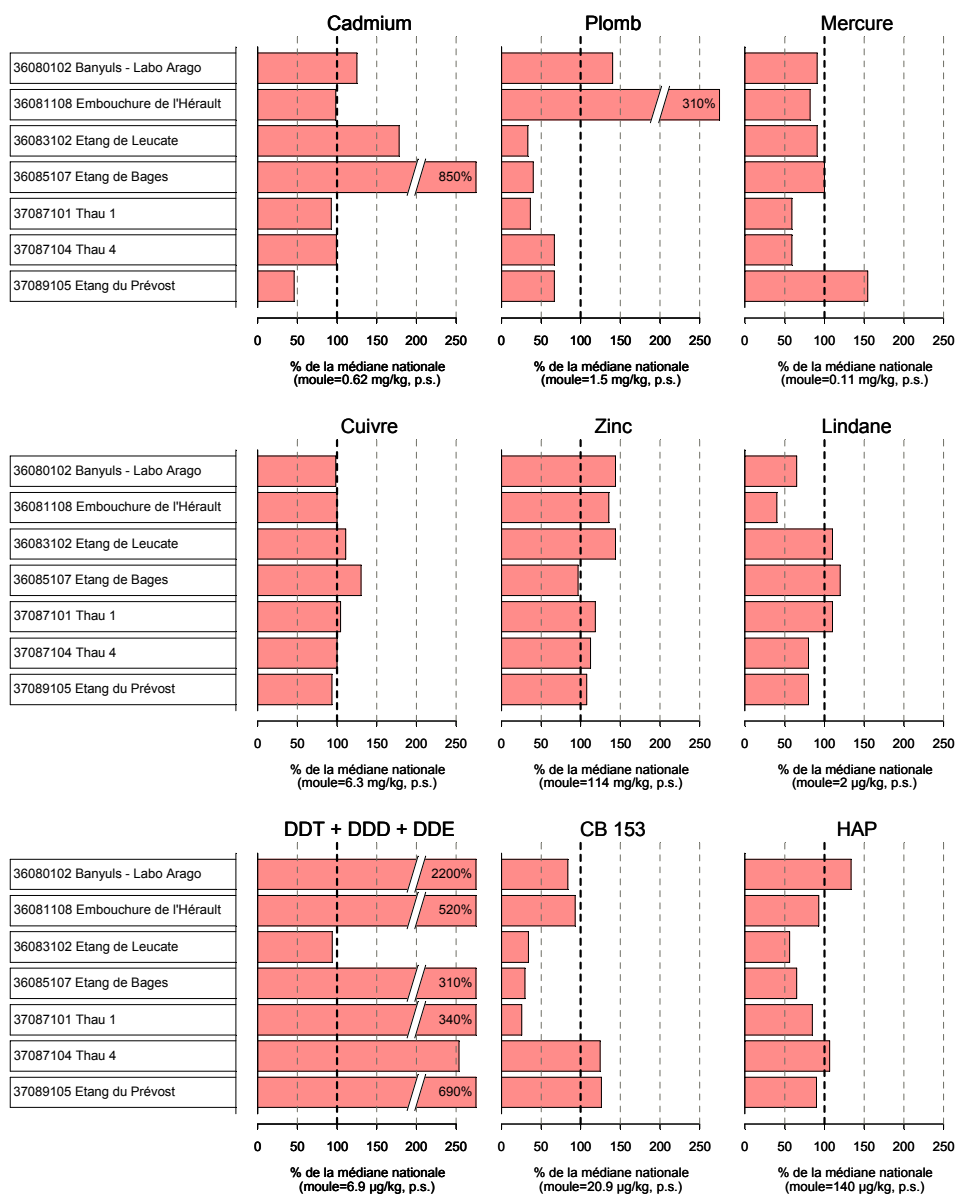 Cadmium Plomb Mercure
36080102 Banyuls - Labo Arago
36081108 Embouchure de l'Hérault 310%
36083102 Etang de Leucate
36085107 Etang de Bages 850%
37087101 Thau 1
37087104 Thau 4
37089105 Etang du Prévost
0 50 100 150 200 250 0 50 100 150 200 250 0 50 100 150 200 250
% de la médiane nationale % de la médiane nationale % de la médiane nationale
(moule=0.62 mg/kg, p.s.) (moule=1.5 mg/kg, p.s.) (moule=0.11 mg/kg, p.s.)
Cuivre Zinc Lindane
36080102 Banyuls - Labo Arago
36081108 Embouchure de l'Hérault
36083102 Etang de Leucate
36085107 Etang de Bages
37087101 Thau 1
37087104 Thau 4
37089105 Etang du Prévost
0 50 100 150 200 250 0 50 100 150 200 250 0 50 100 150 200 250
% de la médiane nationale % de la médiane nationale % de la médiane nationale
(moule=6.3 mg/kg, p.s.) (moule=114 mg/kg, p.s.) (moule=2 µg/kg, p.s.)
DDT + DDD + DDE CB 153 HAP
36080102 Banyuls - Labo Arago 2200%
36081108 Embouchure de l'Hérault 520%
36083102 Etang de Leucate
36085107 Etang de Bages 310%
37087101 Thau 1 340%
37087104 Thau 4
37089105 Etang du Prévost 690%
0 50 100 150 200 250 0 50 100 150 200 250 0 50 100 150 200 250
% de la médiane nationale % de la médiane nationale % de la médiane nationale
(moule=6.9 µg/kg, p.s.) (moule=20.9 µg/kg, p.s.) (moule=140 µg/kg, p.s.)